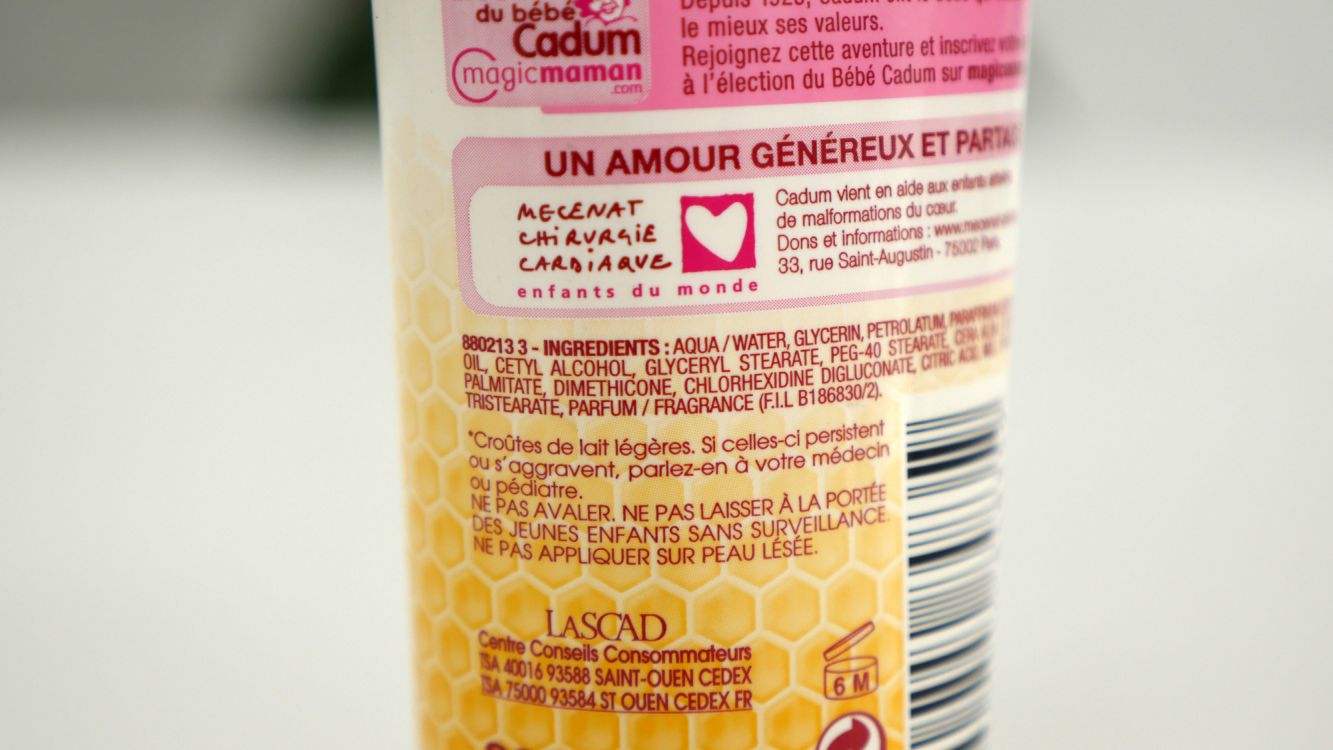 du bébé
Cadum
magicmaman
.com
le mieux ses valeurs.
Rejoignez cette aventure et inscrivez
à l'élection du Bébé Cadum sur
UN AMOUR GÉNÉREUX ET
MECENAT
CHIRURGIE
CARDIAQUE
enfants du monde
Cadum vient en aide aux enfants
de malformations du cœur.
Dons et informations :
33, rue Saint-Augustin - 75002 Paris
880213 3 - INGREDIENTS : AQUA / WATER, GLYCERIN, PETROLATUM,
OIL, CETYL ALCOHOL, GLYCERYL STEARATE, PEG-40 STEARATE,
PALMITATE, DIMETHICONE, CHLORHEXIDINE DIGLUCONATE, CITRIC ACID,
TRISTEARATE, PARFUM / FRAGRANCE (F.I.L B186830/2).
*Croûtes de lait légères. Si celles-ci persistent
ou s'aggravent, parlez-en à votre médecin
ou pédiatre.
NE PAS AVALER. NE PAS LAISSER À LA PORTÉE
DES JEUNES ENFANTS SANS SURVEILLANCE.
NE PAS APPLIQUER SUR PEAU LÉSÉE.
LASCAD
Centre Conseils Consommateurs
TSA 40016 93588 SAINT-OUEN CEDEX
TSA 75000 93584 ST OUEN CEDEX FR
6 M